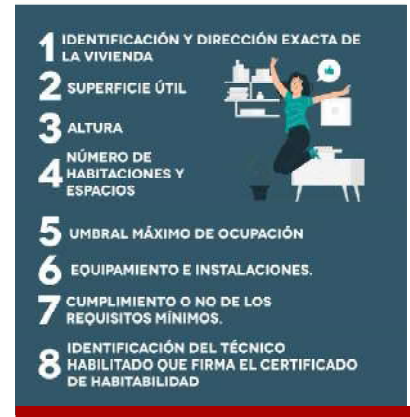 1 IDENTIFICACIÓN Y DIRECCIÓN EXACTA DE
LA VIVIENDA
2 SUPERFICIE ÚTIL
3 ALTURA
4 NÚMERO DE
HABITACIONES Y
ESPACIOS
5 UMBRAL MÁXIMO DE OCUPACIÓN
6 EQUIPAMIENTO E INSTALACIONES.
7 CUMPLIMIENTO O NO DE LOS
REQUISITOS MÍNIMOS.
8 IDENTIFICACIÓN DEL TÉCNICO
HABILITADO QUE FIRMA EL CERTIFICADO
DE HABITABILIDAD